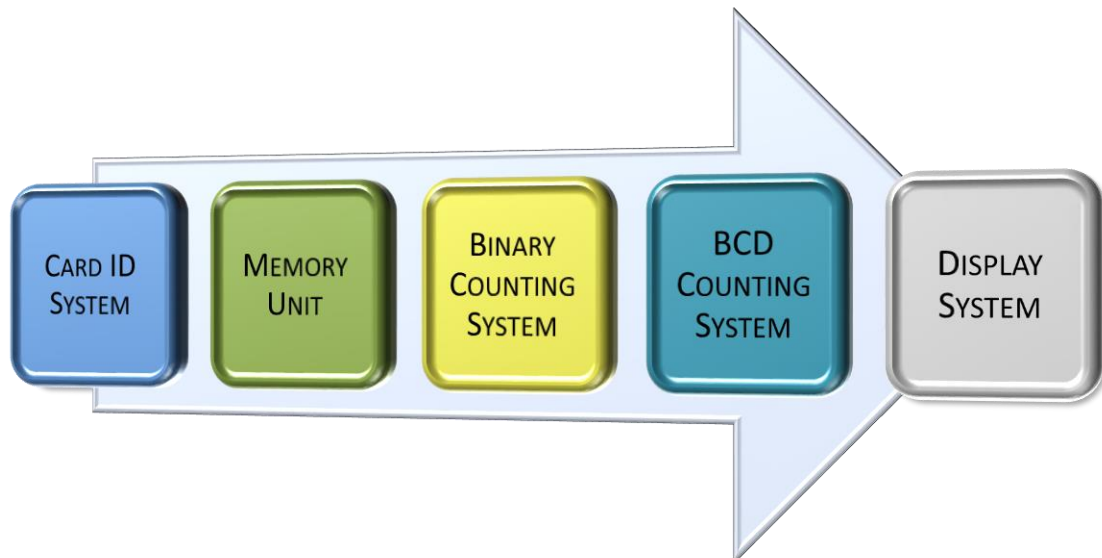 Card ID
System
Memory
Unit
Binary
Counting
System
BCD
Counting
System
Display
System